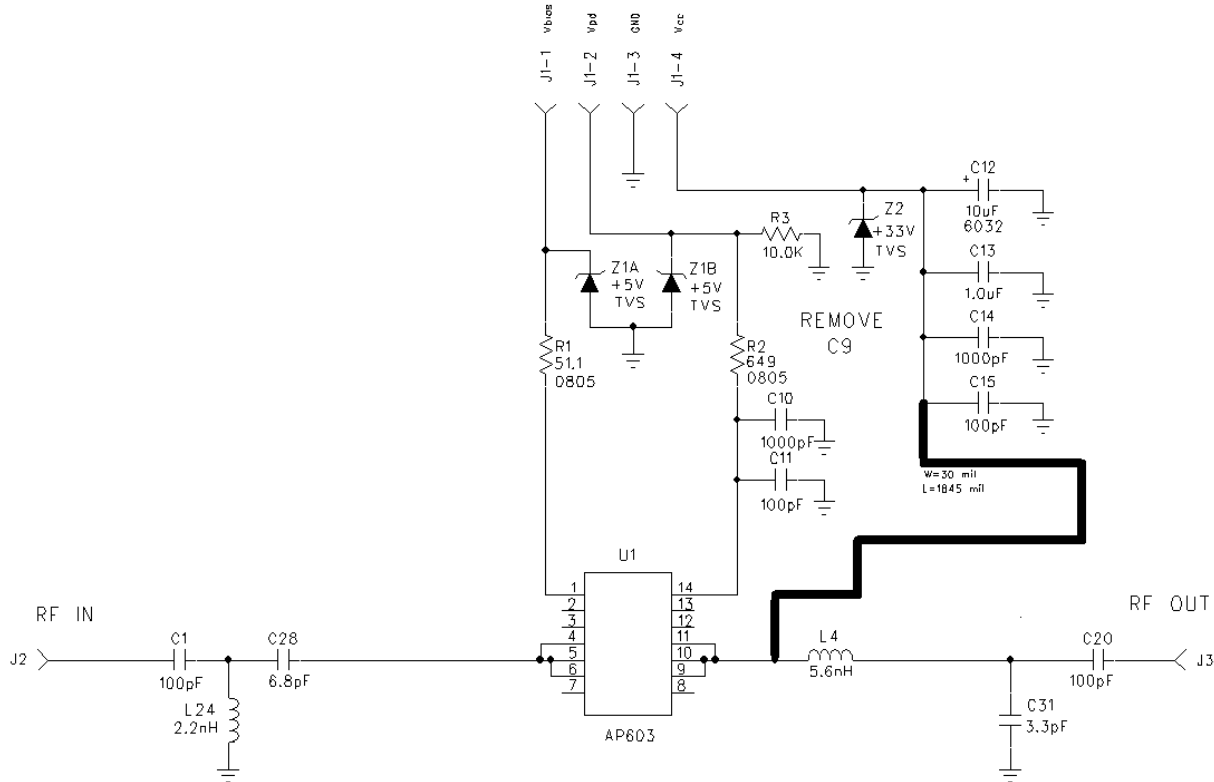 J1-1 Vbias
J1-2 Vpd
J1-3 GND
J1-4 Vcc
C12
+
10uF
6032
R3
10.0K
Z2
+33V
TVS
C13
1.0uF
Z1A
+5V
TVS
Z1B
+5V
TVS
REMOVE
C9
C14
1000pF
R1
51.1
0805
R2
649
0805
C15
100pF
C10
1000pF
C11
100pF
W=30 mil
L=1845 mil
U1
1
2
3
4
5
6
7
14
13
12
11
10
9
8
AP603
RF IN
J2
C1
100pF
C28
6.8pF
L24
2.2nH
L4
5.6nH
RF OUT
C20
100pF
J3
C31
3.3pF